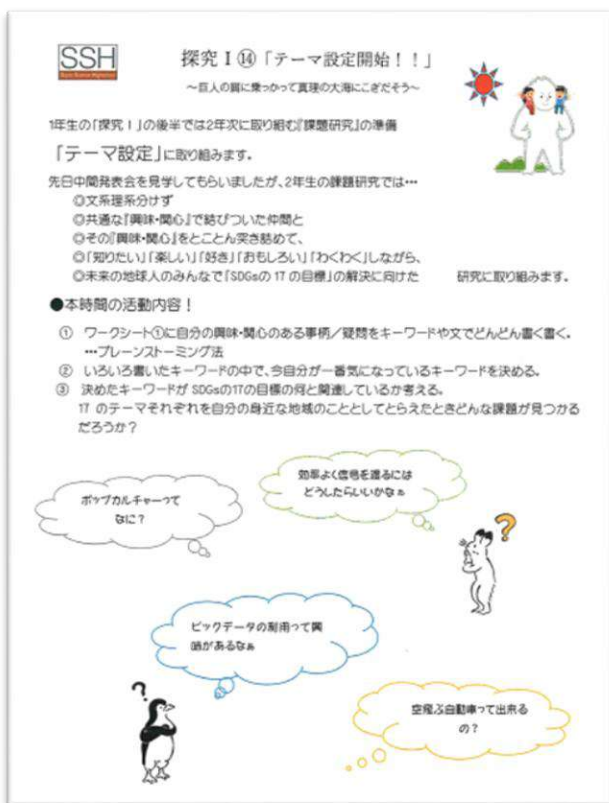 SSH
Super Science Highschool
探究Ⅰ⑭「テーマ設定開始！！」
～巨人の肩に乗っかって真理の大海にこぎだそう～
1年生の「探究Ⅰ」の後半では2年次に取り組む『課題研究』の準備
「テーマ設定」に取り組みます。
先日中間発表会を見学してもらいましたが、2年生の課題研究では…
◎文系理系分けず
◎共通な『興味・関心』で結びついた仲間と
◎その『興味・関心』をとことん突き詰めて、
◎「知りたい」「楽しい」「好き」「おもしろい」「わくわく」しながら、
◎未来の地球人のみんなで「SDGsの 17 の目標」の解決に向けた 研究に取り組みます。
●本時間の活動内容！
① ワークシート①に自分の興味・関心のある事柄／疑問をキーワードや文でどんどん書く書く。
…ブレーンストーミング法
② いろいろ書いたキーワードの中で、今自分が一番気になっているキーワードを決める。
③ 決めたキーワードが SDGsの17の目標の何と関連しているか考える。
17 のテーマそれぞれを自分の身近な地域のこととしてとらえたときどんな課題が見つかる
だろうか？
効率よく信号を渡るには
どうしたらいいかなぁ
ポップカルチャーって
なに？
ビックデータの利用って興
味があるなぁ
空飛ぶ自動車って出来る
の？